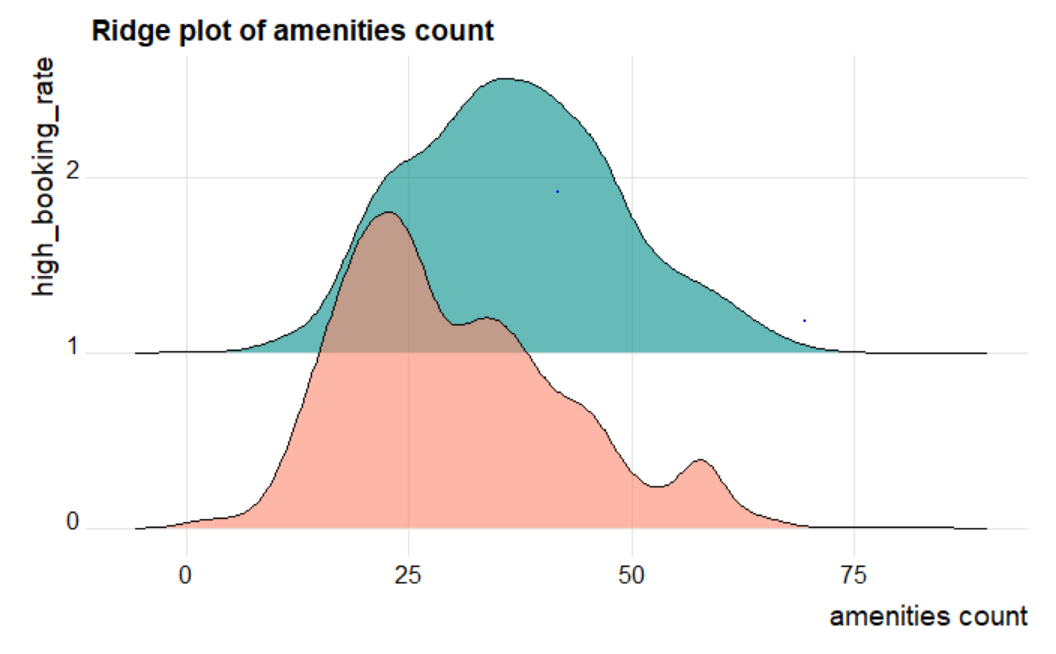 Ridge plot of amenities count
high_booking_rate
2
1
0
0 25 50 75
amenities count